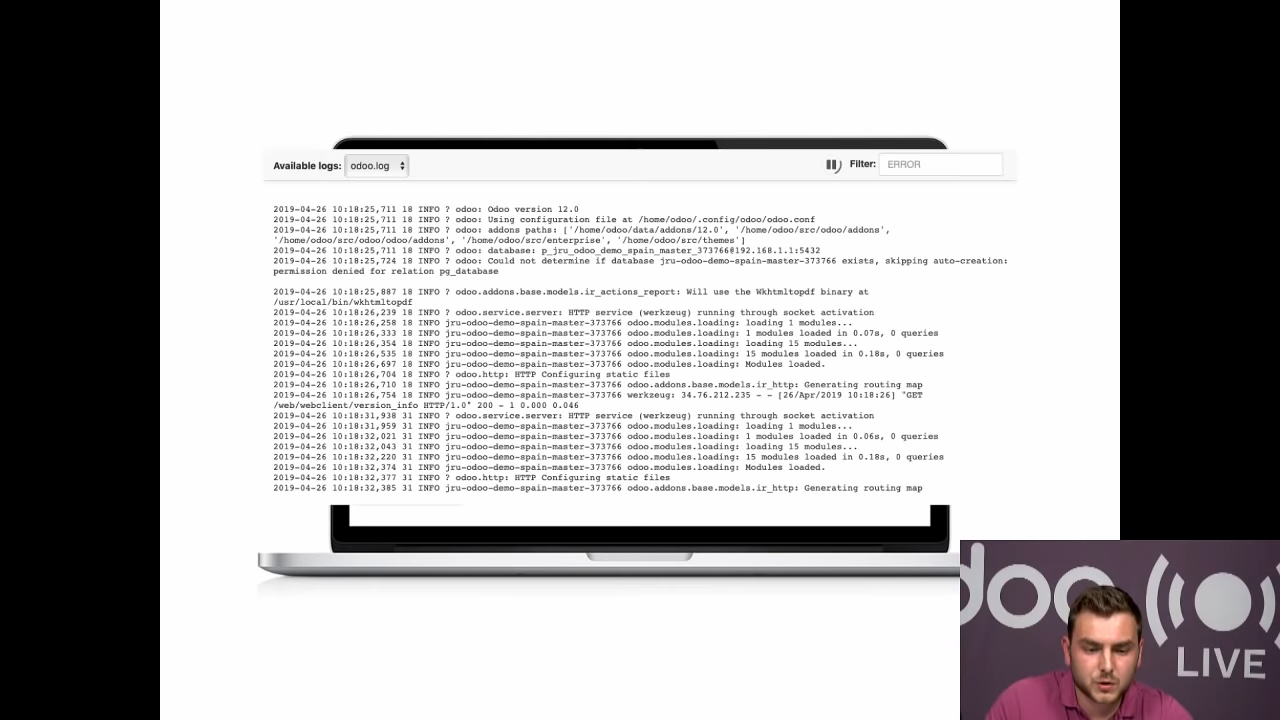 Available logs: odoo.log Filter: ERROR
2019-04-26 10:18:25,711 18 INFO ? odoo: Odoo version 12.0
2019-04-26 10:18:25,711 18 INFO ? odoo: Using configuration file at /home/odoo/.config/odoo/odoo.conf
2019-04-26 10:18:25,711 18 INFO ? odoo: addons paths: ['/home/odoo/data/addons/12.0', '/home/odoo/src/odoo/addons',
'/home/odoo/src/odoo/odoo/addons', '/home/odoo/src/enterprise', '/home/odoo/src/themes']
2019-04-26 10:18:25,711 18 INFO ? odoo: database: p_jru_odoo_demo_spain_master_373766@192.168.1.1:5432
2019-04-26 10:18:25,724 18 INFO ? odoo: Could not determine if database jru-odoo-demo-spain-master-373766 exists, skipping auto-creation:
permission denied for relation pg_database
2019-04-26 10:18:25,887 18 INFO ? odoo.addons.base.models.ir_actions_report: Will use the Wkhtmltopdf binary at
/usr/local/bin/wkhtmltopdf
2019-04-26 10:18:26,239 18 INFO ? odoo.service.server: HTTP service (werkzeug) running through socket activation
2019-04-26 10:18:26,258 18 INFO jru-odoo-demo-spain-master-373766 odoo.modules.loading: loading 1 modules...
2019-04-26 10:18:26,333 18 INFO jru-odoo-demo-spain-master-373766 odoo.modules.loading: 1 modules loaded in 0.07s, 0 queries
2019-04-26 10:18:26,354 18 INFO jru-odoo-demo-spain-master-373766 odoo.modules.loading: loading 15 modules...
2019-04-26 10:18:26,535 18 INFO jru-odoo-demo-spain-master-373766 odoo.modules.loading: 15 modules loaded in 0.18s, 0 queries
2019-04-26 10:18:26,697 18 INFO jru-odoo-demo-spain-master-373766 odoo.modules.loading: Modules loaded.
2019-04-26 10:18:26,704 18 INFO ? odoo.http: HTTP Configuring static files
2019-04-26 10:18:26,710 18 INFO jru-odoo-demo-spain-master-373766 odoo.addons.base.models.ir_http: Generating routing map
2019-04-26 10:18:26,754 18 INFO jru-odoo-demo-spain-master-373766 werkzeug: 34.76.212.235 - - [26/Apr/2019 10:18:26] "GET
/web/webclient/version_info HTTP/1.0" 200 - 1 0.000 0.046
2019-04-26 10:18:31,938 31 INFO ? odoo.service.server: HTTP service (werkzeug) running through socket activation
2019-04-26 10:18:31,959 31 INFO jru-odoo-demo-spain-master-373766 odoo.modules.loading: loading 1 modules...
2019-04-26 10:18:32,021 31 INFO jru-odoo-demo-spain-master-373766 odoo.modules.loading: 1 modules loaded in 0.06s, 0 queries
2019-04-26 10:18:32,043 31 INFO jru-odoo-demo-spain-master-373766 odoo.modules.loading: loading 15 modules...
2019-04-26 10:18:32,220 31 INFO jru-odoo-demo-spain-master-373766 odoo.modules.loading: 15 modules loaded in 0.18s, 0 queries
2019-04-26 10:18:32,374 31 INFO jru-odoo-demo-spain-master-373766 odoo.modules.loading: Modules loaded.
2019-04-26 10:18:32,377 31 INFO ? odoo.http: HTTP Configuring static files
2019-04-26 10:18:32,385 31 INFO jru-odoo-demo-spain-master-373766 odoo.addons.base.models.ir_http: Generating routing map
doo
LIVE